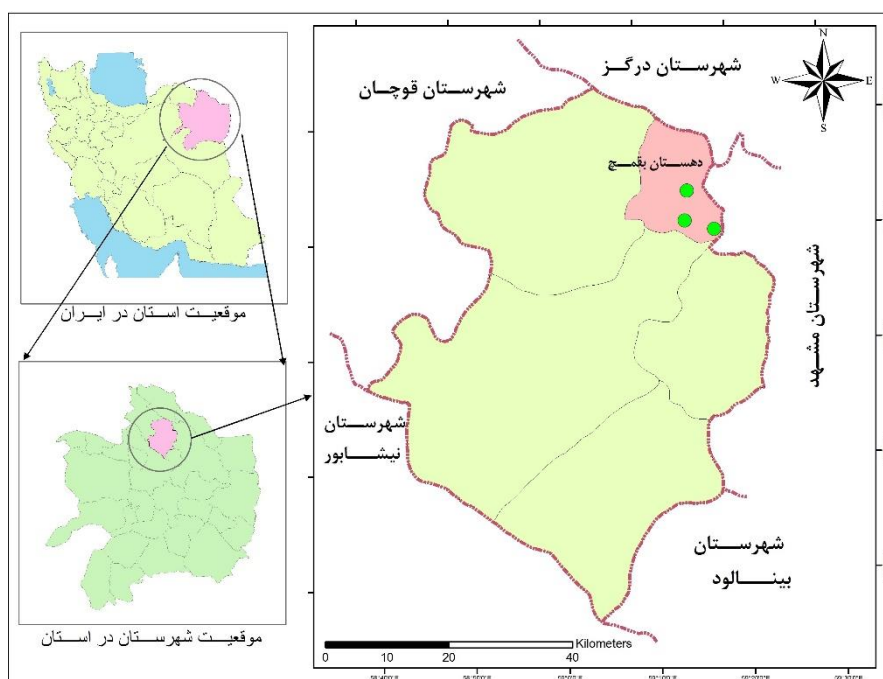 شهرستان درگز
شهرستان قوچان
دهستان بقمچ
شهرستان مشهد
شهرستان
نیشابور
شهرستان
بینالود
موقعیت استان در ایران
موقعیت شهرستان در استان
N
W
E
S
Kilometers
0
10
20
40